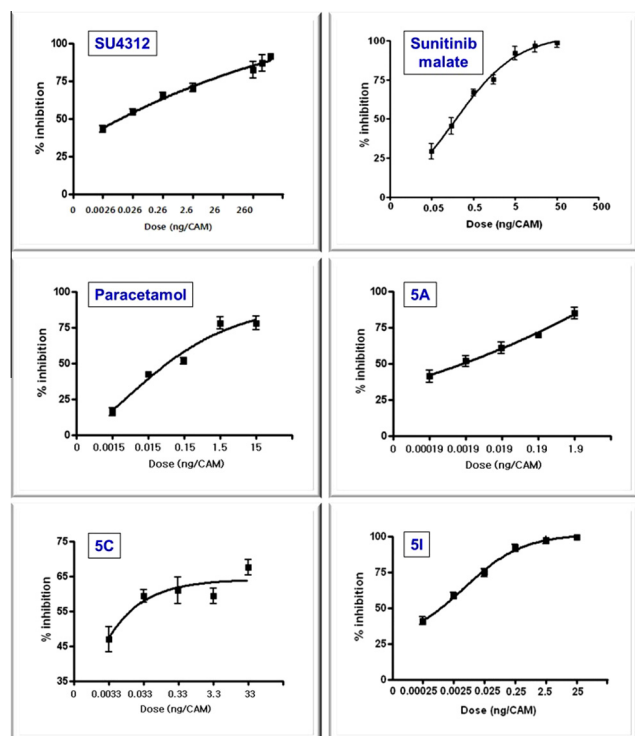 SU4312
100
75
50
25
0
% inhibition
0 0.0026 0.026 0.26 2.6 26 260
Dose (ng/CAM)
Sunitinib
malate
100
75
50
25
0
% inhibition
0 0.05 0.5 5 50 500
Dose (ng/CAM)
Paracetamol
100
75
50
25
0
% inhibition
0 0.0015 0.015 0.15 1.5 15
Dose (ng/CAM)
5A
100
75
50
25
0
% inhibition
0 0.00019 0.0019 0.019 0.19 1.9
Dose (ng/CAM)
5C
75
65
55
45
35
% inhibition
0 0.0033 0.033 0.33 3.3 33
Dose (ng/CAM)
5I
100
75
50
25
0
% inhibition
0 0.00025 0.0025 0.025 0.25 2.5 25
Dose (ng/CAM)